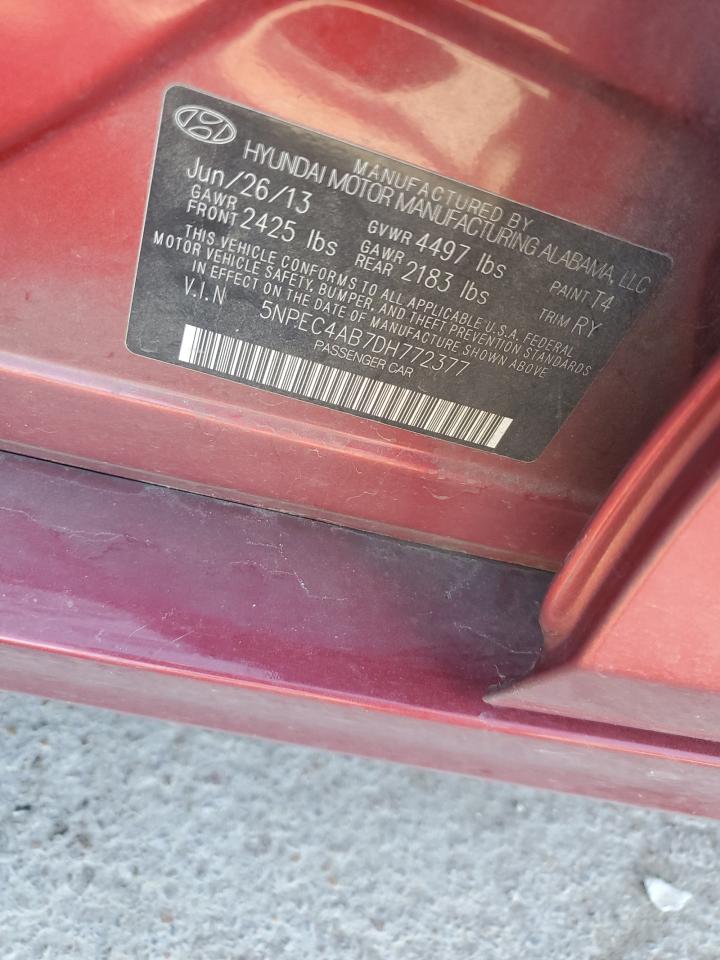 MANUFACTURED BY
HYUNDAI MOTOR MANUFACTURING ALABAMA, LLC
Jun/26/13
GVWR 4497 lbs
PAINT T4
GAWR FRONT 2425 lbs
GAWR REAR 2183 lbs
TRIM RY
THIS VEHICLE CONFORMS TO ALL APPLICABLE U.S.A. FEDERAL
MOTOR VEHICLE SAFETY, BUMPER, AND THEFT PREVENTION STANDARDS
IN EFFECT ON THE DATE OF MANUFACTURE SHOWN ABOVE
V.I.N 5NPEC4AB7DH772377
PASSENGER CAR